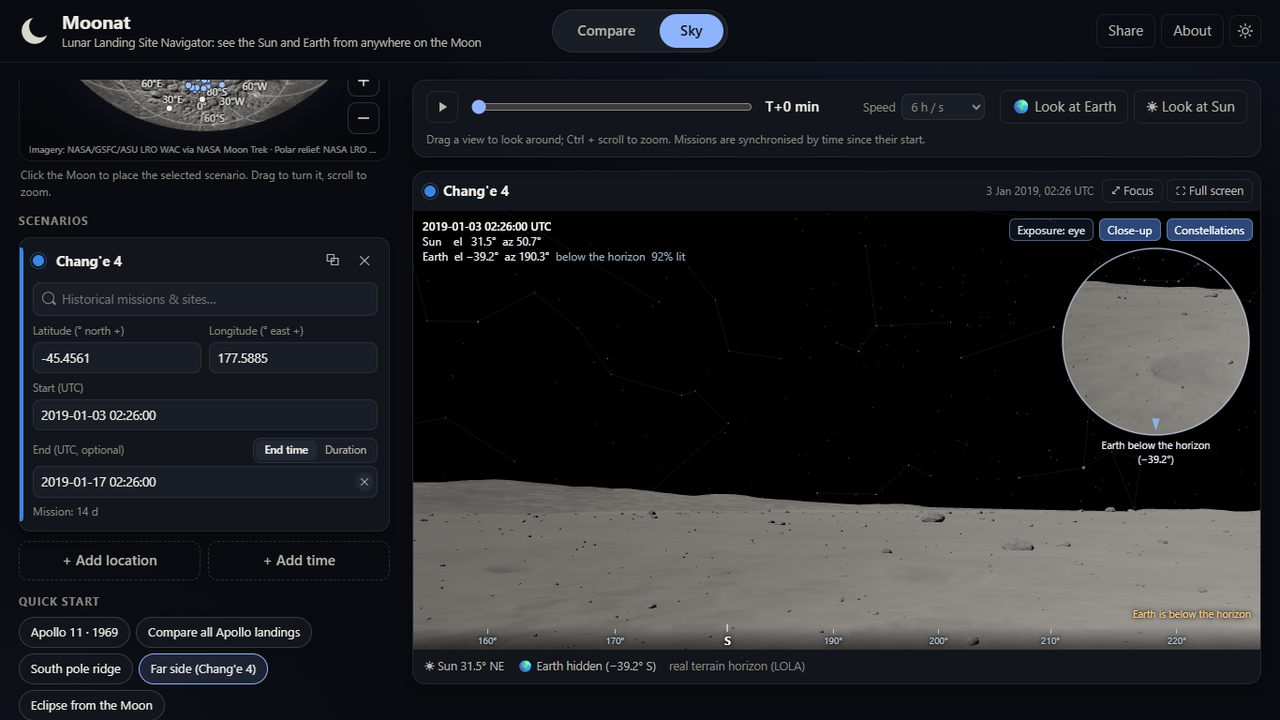 Moonat
Lunar Landing Site Navigator: see the Sun and Earth from anywhere on the Moon
Compare
Sky
Share
About
60°E
80°S
60°W
30°E
0°
30°W
60°S
+
−
Imagery: NASA/GSFC/ASU LRO WAC via NASA Moon Trek · Polar relief: NASA LRO ...
Click the Moon to place the selected scenario. Drag to turn it, scroll to
zoom.
SCENARIOS
Chang'e 4
Historical missions & sites...
Latitude (° north +)
Longitude (° east +)
-45.4561
177.5885
Start (UTC)
2019-01-03 02:26:00
End (UTC, optional)
End time
Duration
2019-01-17 02:26:00
Mission: 14 d
+ Add location
+ Add time
QUICK START
Apollo 11 · 1969
Compare all Apollo landings
South pole ridge
Far side (Chang'e 4)
Eclipse from the Moon
T+0 min
Speed
6 h / s
Look at Earth
Look at Sun
Drag a view to look around; Ctrl + scroll to zoom. Missions are synchronised by time since their start.
Chang'e 4
3 Jan 2019, 02:26 UTC
Focus
Full screen
2019-01-03 02:26:00 UTC
Sun el 31.5° az 50.7°
Earth el −39.2° az 190.3° below the horizon 92% lit
Exposure: eye
Close-up
Constellations
Earth below the horizon
(−39.2°)
Earth is below the horizon
160°
170°
S
190°
200°
210°
220°
Sun 31.5° NE
Earth hidden (−39.2° S)
real terrain horizon (LOLA)